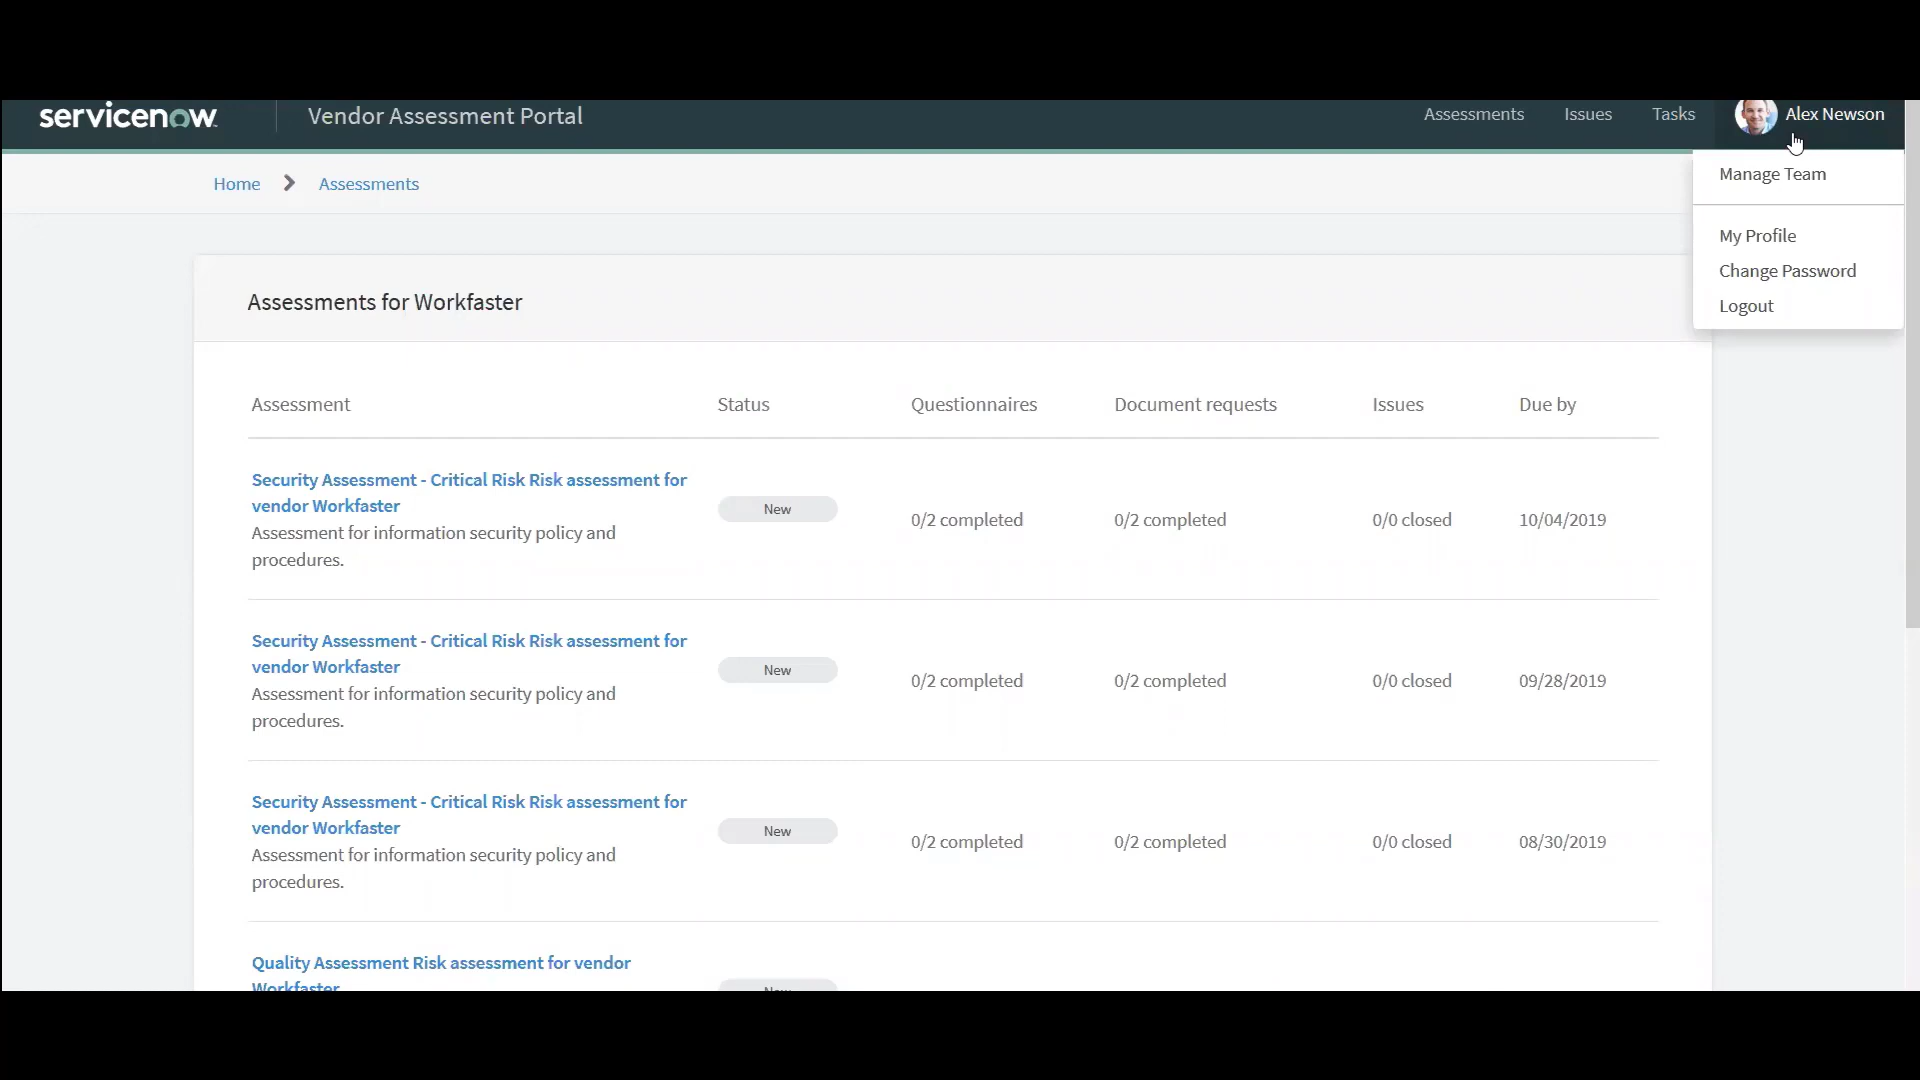 servicenow
Vendor Assessment Portal
Assessments
Issues
Tasks
Alex Newson
Manage Team
My Profile
Change Password
Logout
Home
Assessments
Assessments for Workfaster
Assessment
Status
Questionnaires
Document requests
Issues
Due by
Security Assessment - Critical Risk Risk assessment for
vendor Workfaster
Assessment for information security policy and
procedures.
New
0/2 completed
0/2 completed
0/0 closed
10/04/2019
Security Assessment - Critical Risk Risk assessment for
vendor Workfaster
Assessment for information security policy and
procedures.
New
0/2 completed
0/2 completed
0/0 closed
09/28/2019
Security Assessment - Critical Risk Risk assessment for
vendor Workfaster
Assessment for information security policy and
procedures.
New
0/2 completed
0/2 completed
0/0 closed
08/30/2019
Quality Assessment Risk assessment for vendor
Workfaster
New